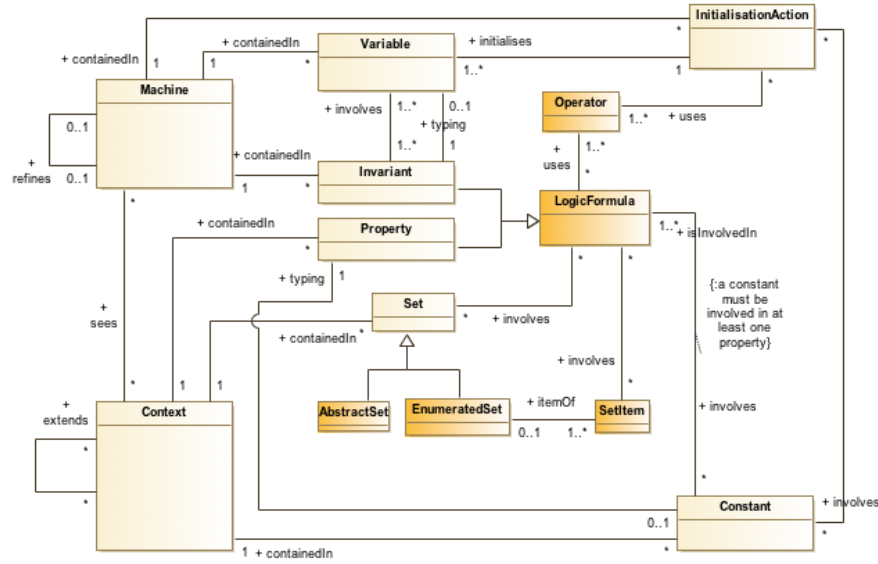 InitialisationAction
*
*
+ containedIn
Variable
+ initialises
+ containedIn
1
1
*
1..*
1
*
Machine
Operator
+ involves
1..*
0..1
+ typing
1..*
+ uses
0..1
+
refines
0..1
+ containedIn
1..*
1
+
uses
1..*
*
1
*
Invariant
LogicFormula
*
+ containedIn
Property
*
1..*
+ isInvolvedIn
+ typing
1
*
*
{:a constant
must be
involved in at
least one
property}
+
sees
Set
*
+ involves
+ containedIn
*
+ involves
*
1
1
*
Context
AbstractSet
EnumeratedSet
+ itemOf
SetItem
+ involves
0..1
1..*
+
extends
*
*
*
Constant
+ involves
0..1
*
1
+ containedIn
*